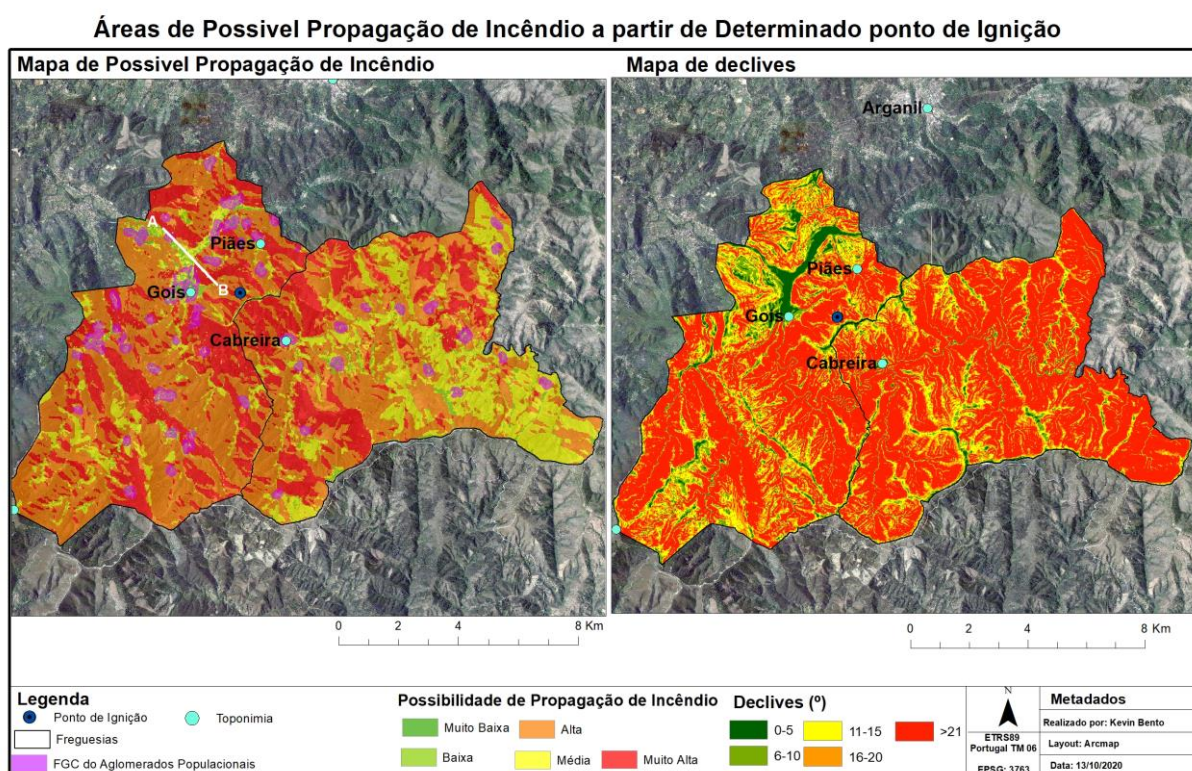 Áreas de Possivel Propagação de Incêndio a partir de Determinado ponto de Ignição
Mapa de Possivel Propagação de Incêndio
A
Piães
Gois
B
Cabreira
0 2 4 8 Km
Mapa de declives
Arganil
Piães
Gois
Cabreira
0 2 4 8 Km
Legenda
Ponto de Ignição
Toponimia
Freguesias
FGC do Aglomerados Populacionais
Possibilidade de Propagação de Incêndio
Muito Baixa
Alta
Baixa
Média
Muito Alta
Declives (º)
0-5
11-15
>21
6-10
16-20
N
ETRS89
Portugal TM 06
EPSG: 3763
Metadados
Realizado por: Kevin Bento
Layout: Arcmap
Data: 13/10/2020